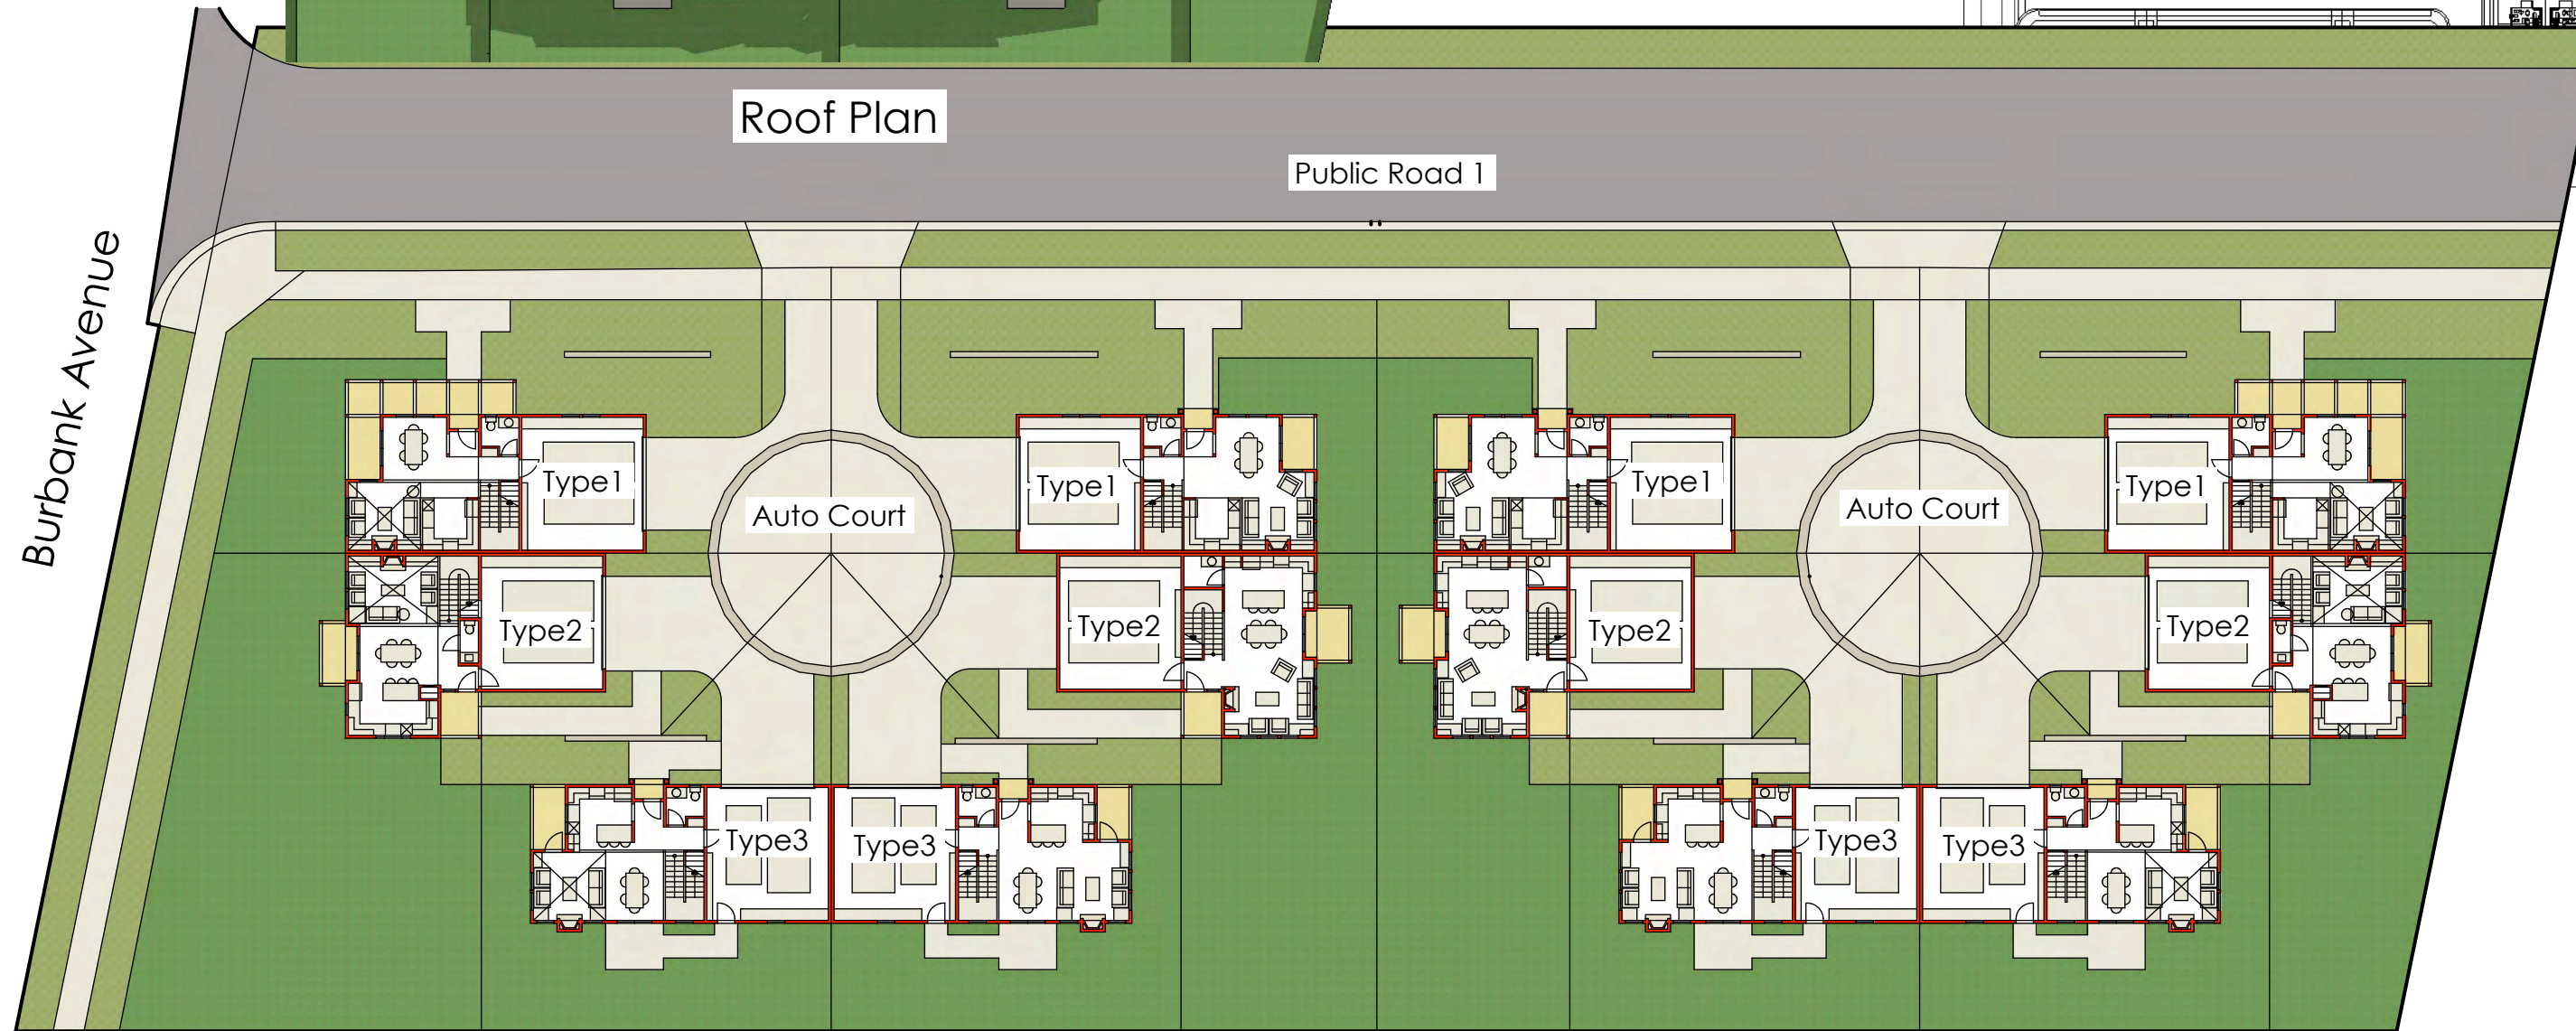 Roof Plan
Public Road 1
Burbank Avenue
Type1
Type1
Type1
Type1
Auto Court
Auto Court
Type2
Type2
Type2
Type2
Type3
Type3
Type3
Type3